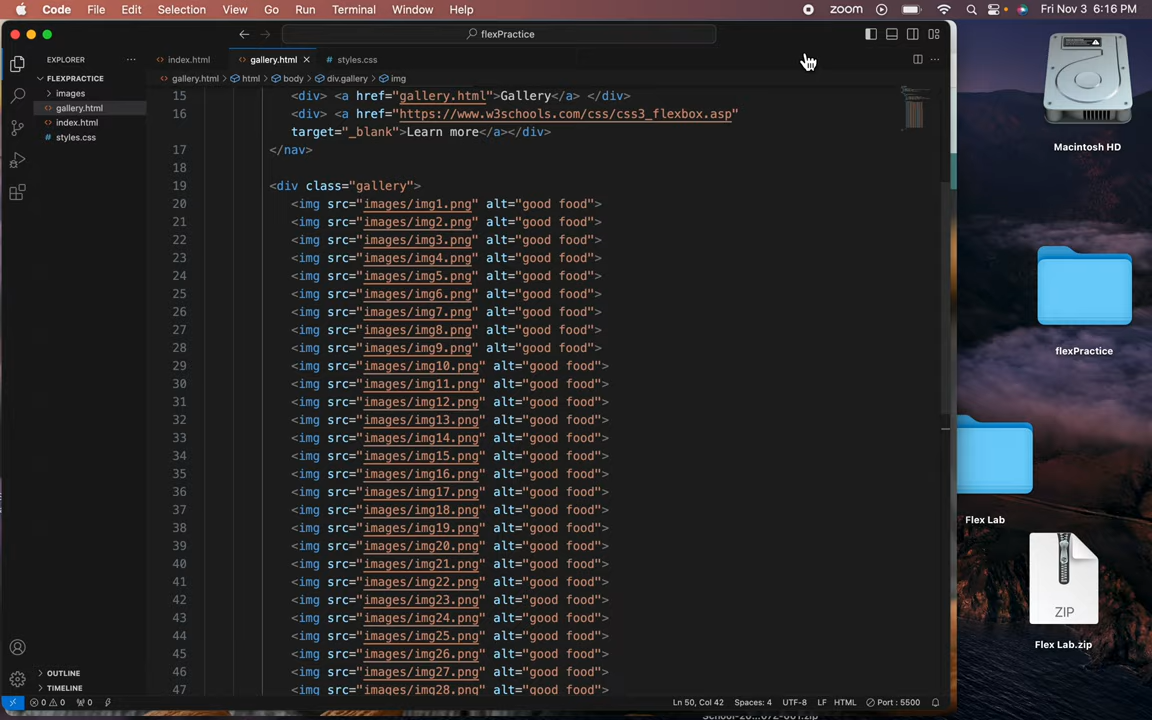 Code File Edit Selection View Go Run Terminal Window Help zoom Fri Nov 3 6:16 PM
flexPractice
EXPLORER
index.html gallery.html styles.css
FLEXPRACTICE
gallery.html > html > body > div.gallery > img
images
gallery.html
index.html
styles.css
15 <div> <a href="gallery.html">Gallery</a> </div>
16 <div> <a href="https://www.w3schools.com/css/css3_flexbox.asp"
target="_blank">Learn more</a></div>
17 </nav>
18
19 <div class="gallery">
20 <img src="images/img1.png" alt="good food">
21 <img src="images/img2.png" alt="good food">
22 <img src="images/img3.png" alt="good food">
23 <img src="images/img4.png" alt="good food">
24 <img src="images/img5.png" alt="good food">
25 <img src="images/img6.png" alt="good food">
26 <img src="images/img7.png" alt="good food">
27 <img src="images/img8.png" alt="good food">
28 <img src="images/img9.png" alt="good food">
29 <img src="images/img10.png" alt="good food">
30 <img src="images/img11.png" alt="good food">
31 <img src="images/img12.png" alt="good food">
32 <img src="images/img13.png" alt="good food">
33 <img src="images/img14.png" alt="good food">
34 <img src="images/img15.png" alt="good food">
35 <img src="images/img16.png" alt="good food">
36 <img src="images/img17.png" alt="good food">
37 <img src="images/img18.png" alt="good food">
38 <img src="images/img19.png" alt="good food">
39 <img src="images/img20.png" alt="good food">
40 <img src="images/img21.png" alt="good food">
41 <img src="images/img22.png" alt="good food">
42 <img src="images/img23.png" alt="good food">
43 <img src="images/img24.png" alt="good food">
44 <img src="images/img25.png" alt="good food">
45 <img src="images/img26.png" alt="good food">
46 <img src="images/img27.png" alt="good food">
47 <img src="images/img28.png" alt="good food">
OUTLINE
TIMELINE
0 0 0 Ln 50, Col 42 Spaces: 4 UTF-8 LF HTML Port : 5500
Macintosh HD
flexPractice
Flex Lab
ZIP
Flex Lab.zip